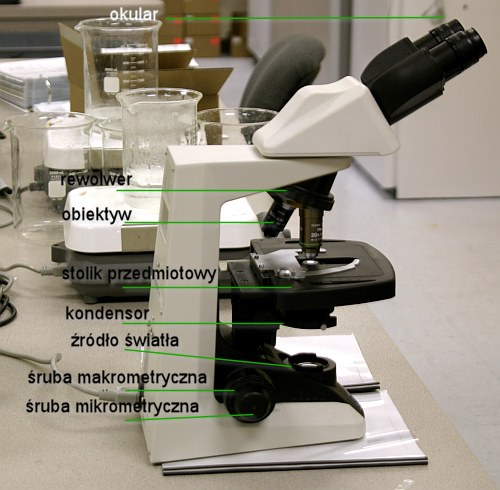 okular
rewolwer
obiektyw
stolik przedmiotowy
kondensor
źródło światła
śruba makrometryczna
śruba mikrometryczna